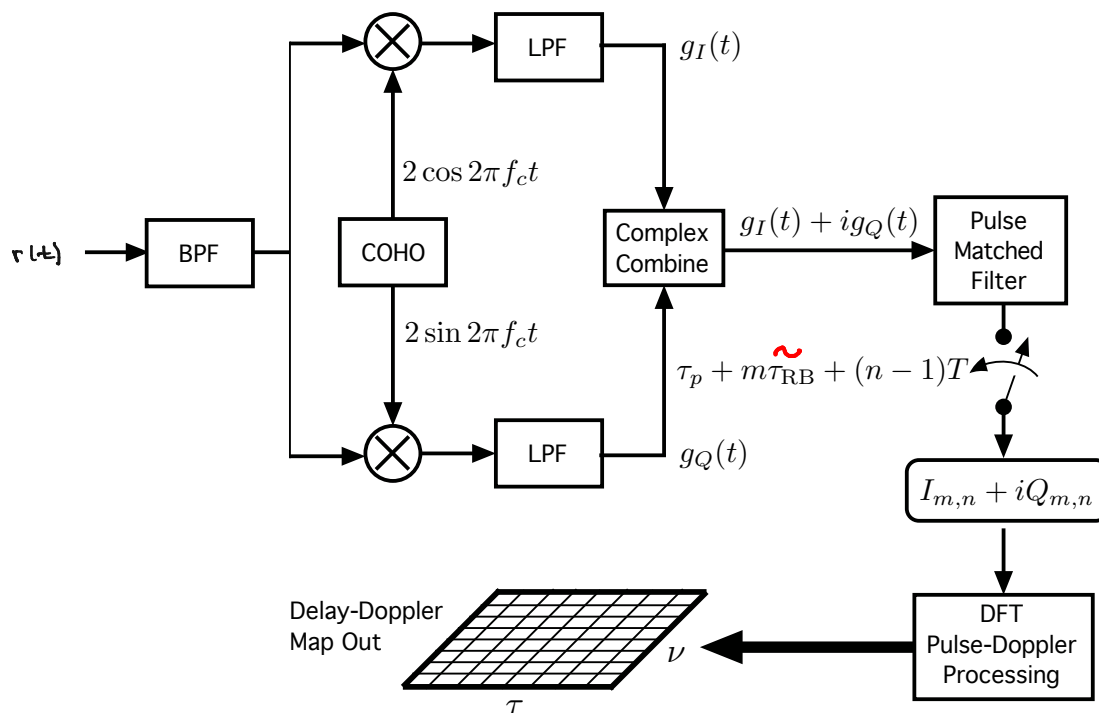 LPF
g_I(t)
2 cos 2πf_c t
r(t)
BPF
COHO
Complex
Combine
g_I(t) + ig_Q(t)
Pulse
Matched
Filter
2 sin 2πf_c t
τ_p + mτ̃_RB + (n − 1)T
LPF
g_Q(t)
I_{m,n} + iQ_{m,n}
Delay-Doppler
Map Out
ν
τ
DFT
Pulse-Doppler
Processing